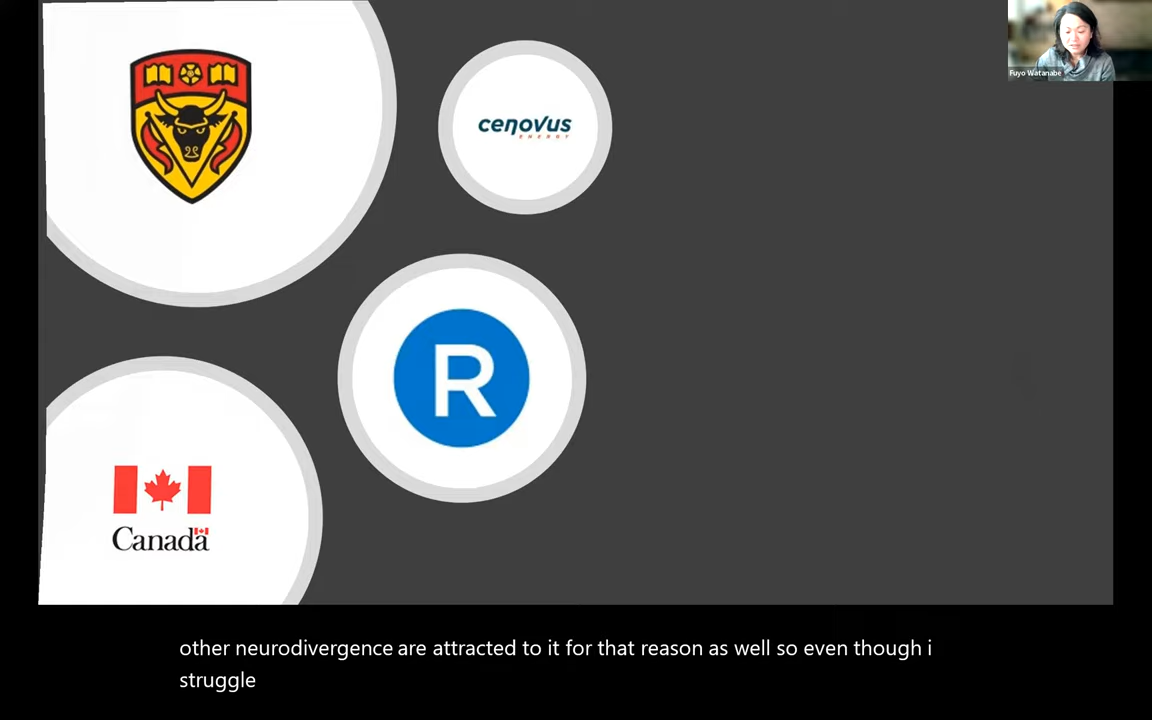 cenovus
ENERGY
Fuyo Watanabe
R
Canada
other neurodivergence are attracted to it for that reason as well so even though i
struggle